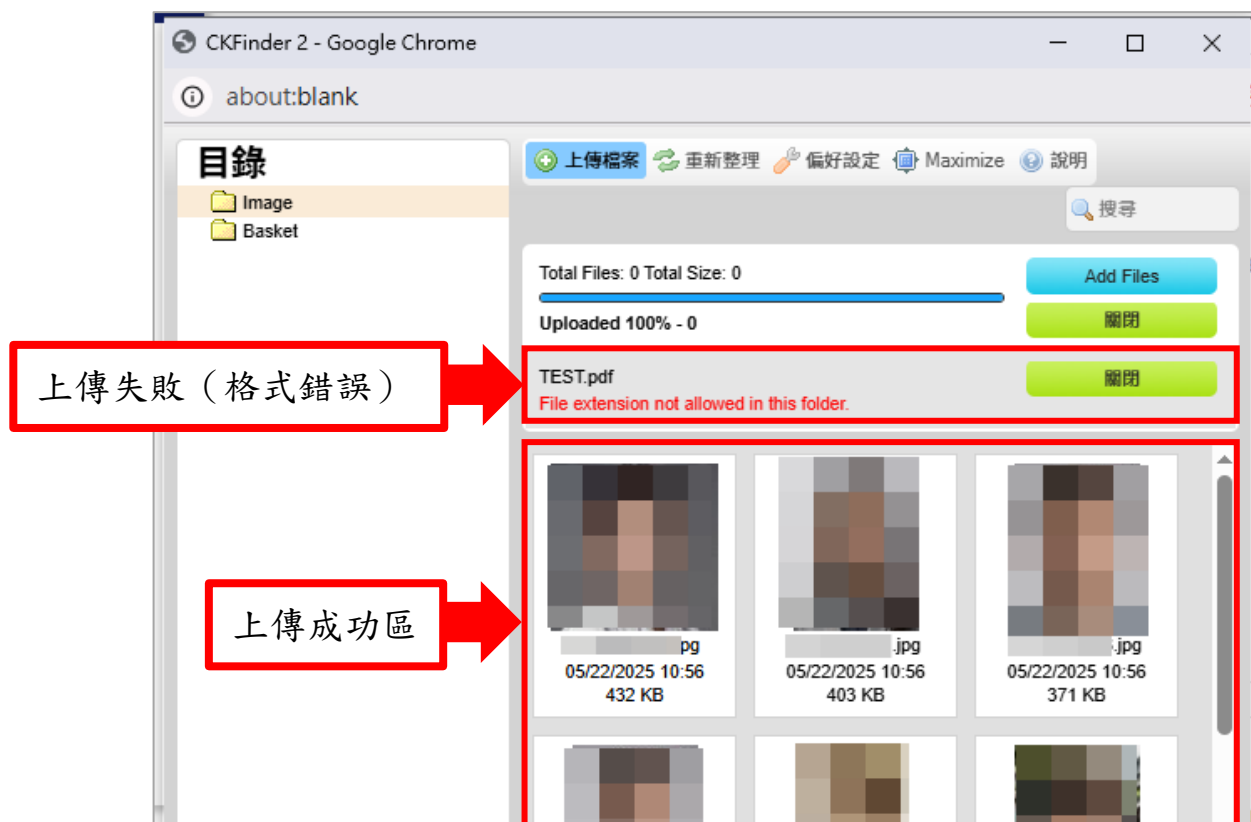 CKFinder 2 - Google Chrome
about:blank
目錄
Image
Basket
上傳檔案 重新整理 偏好設定 Maximize 說明
搜尋
Total Files: 0 Total Size: 0
Add Files
Uploaded 100% - 0
關閉
上傳失敗（格式錯誤）
TEST.pdf
關閉
File extension not allowed in this folder.
上傳成功區
pg
05/22/2025 10:56
432 KB
.jpg
05/22/2025 10:56
403 KB
.jpg
05/22/2025 10:56
371 KB